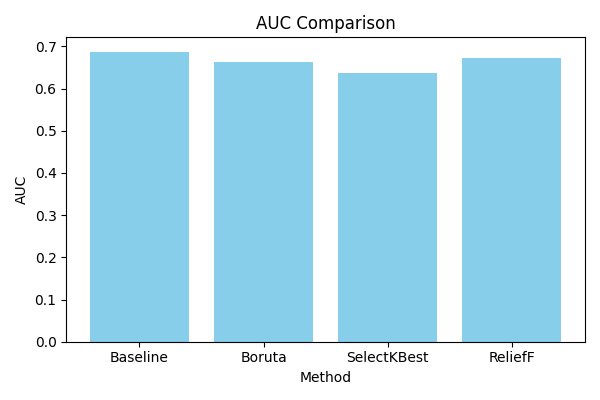 AUC Comparison
AUC
0.7
0.6
0.5
0.4
0.3
0.2
0.1
0.0
Baseline
Boruta
SelectKBest
ReliefF
Method